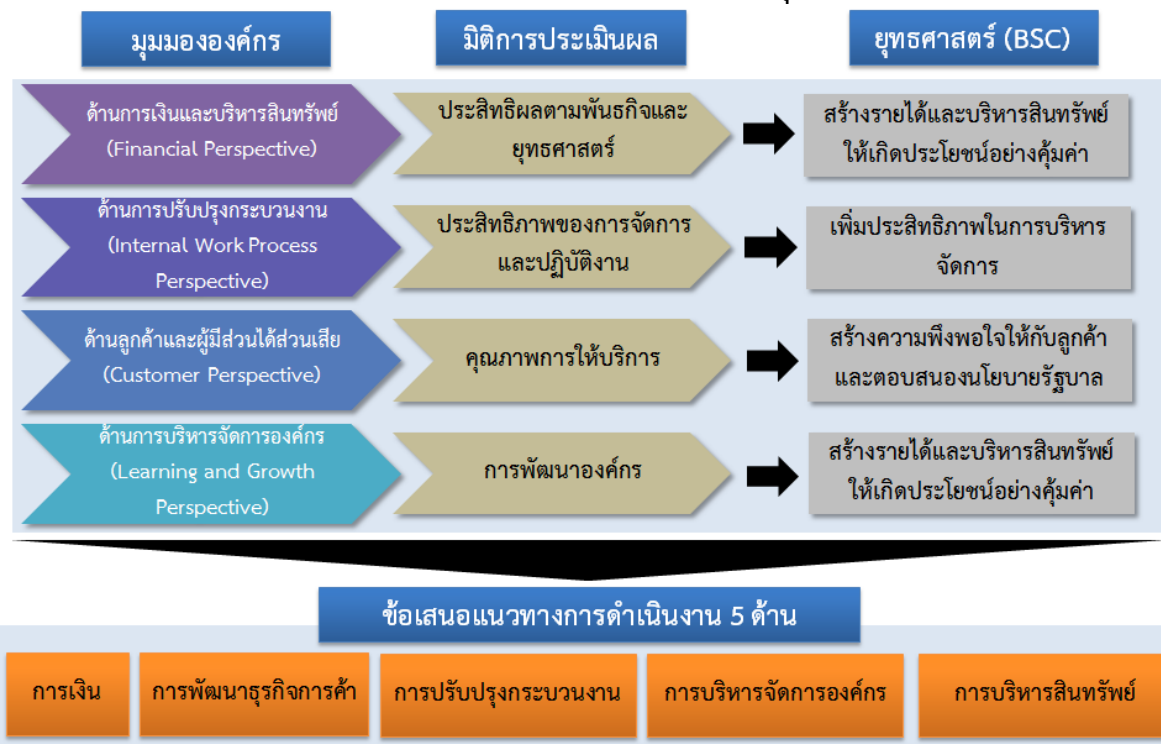 มุมมององค์กร
มิติการประเมินผล
ยุทธศาสตร์ (BSC)
ด้านการเงินและบริหารสินทรัพย์
(Financial Perspective)
ประสิทธิผลตามพันธกิจและ
ยุทธศาสตร์
สร้างรายได้และบริหารสินทรัพย์
ให้เกิดประโยชน์อย่างคุ้มค่า
ด้านการปรับปรุงกระบวนงาน
(Internal Work Process
Perspective)
ประสิทธิภาพของการจัดการ
และปฏิบัติงาน
เพิ่มประสิทธิภาพในการบริหาร
จัดการ
ด้านลูกค้าและผู้มีส่วนได้ส่วนเสีย
(Customer Perspective)
คุณภาพการให้บริการ
สร้างความพึงพอใจให้กับลูกค้า
และตอบสนองนโยบายรัฐบาล
ด้านการบริหารจัดการองค์กร
(Learning and Growth
Perspective)
การพัฒนาองค์กร
สร้างรายได้และบริหารสินทรัพย์
ให้เกิดประโยชน์อย่างคุ้มค่า
ข้อเสนอแนวทางการดำเนินงาน 5 ด้าน
การเงิน
การพัฒนาธุรกิจการค้า
การปรับปรุงกระบวนงาน
การบริหารจัดการองค์กร
การบริหารสินทรัพย์